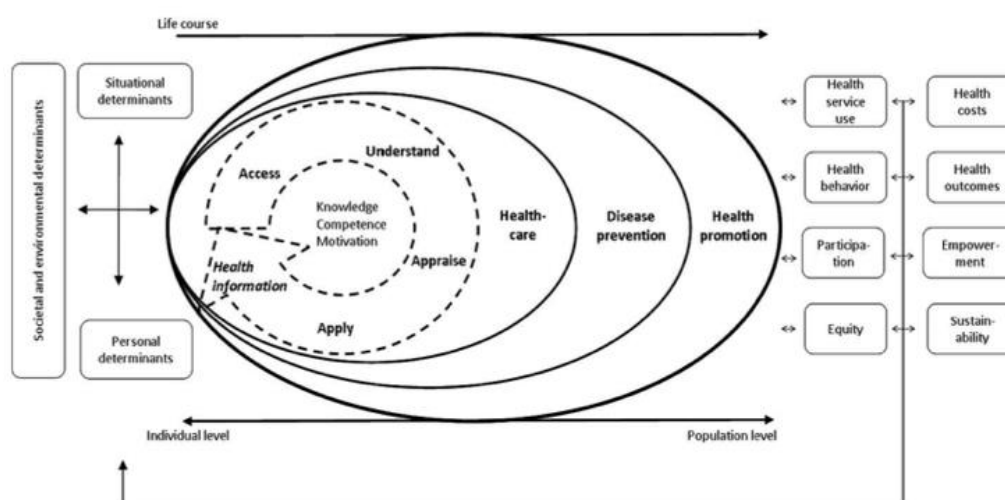 Life course
Societal and environmental determinants
Situational
determinants
Personal
determinants
Access
Understand
Knowledge
Competence
Motivation
Health
information
Appraise
Apply
Health-
care
Disease
prevention
Health
promotion
Individual level
Population level
Health
service
use
Health
costs
Health
behavior
Health
outcomes
Participa-
tion
Empower-
ment
Equity
Sustain-
ability